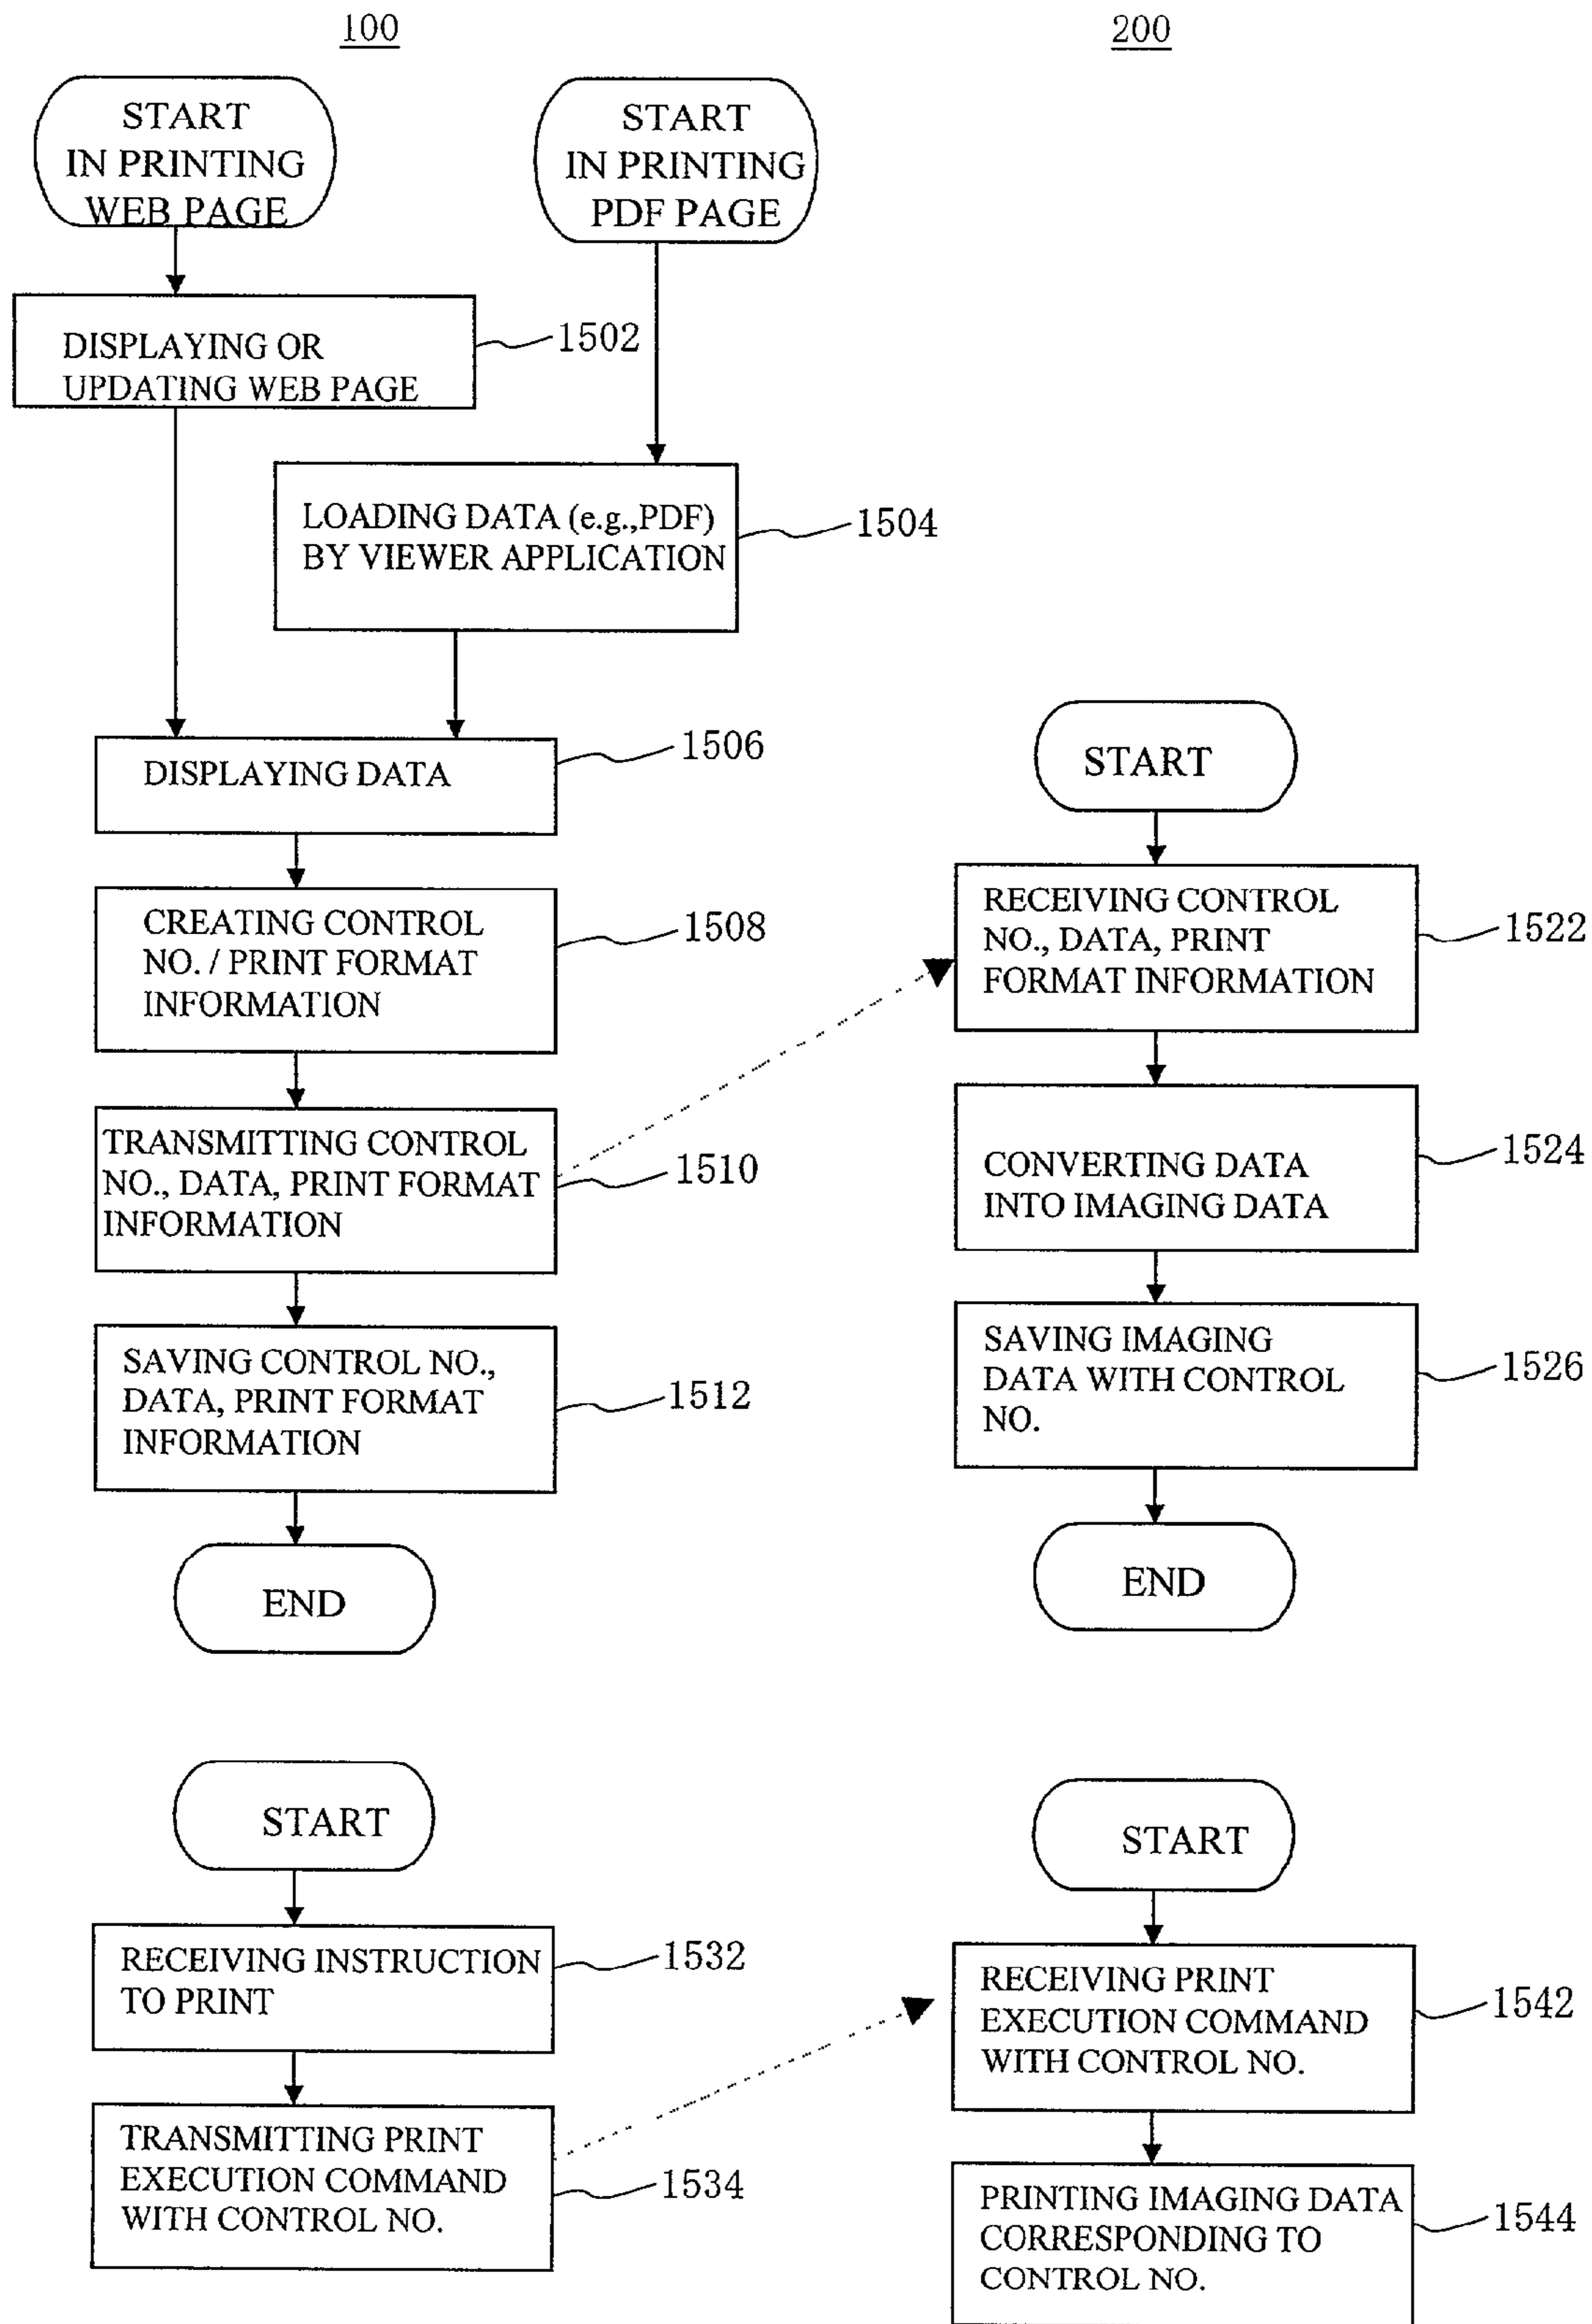 100
200
START
IN PRINTING
WEB PAGE
START
IN PRINTING
PDF PAGE
DISPLAYING OR
UPDATING WEB PAGE
1502
LOADING DATA (e.g.,PDF)
BY VIEWER APPLICATION
1504
DISPLAYING DATA
1506
CREATING CONTROL
NO. / PRINT FORMAT
INFORMATION
1508
TRANSMITTING CONTROL
NO., DATA, PRINT FORMAT
INFORMATION
1510
SAVING CONTROL NO.,
DATA, PRINT FORMAT
INFORMATION
1512
END
START
RECEIVING CONTROL
NO., DATA, PRINT
FORMAT INFORMATION
1522
CONVERTING DATA
INTO IMAGING DATA
1524
SAVING IMAGING
DATA WITH CONTROL
NO.
1526
END
START
RECEIVING INSTRUCTION
TO PRINT
1532
TRANSMITTING PRINT
EXECUTION COMMAND
WITH CONTROL NO.
1534
START
RECEIVING PRINT
EXECUTION COMMAND
WITH CONTROL NO.
1542
PRINTING IMAGING DATA
CORRESPONDING TO
CONTROL NO.
1544